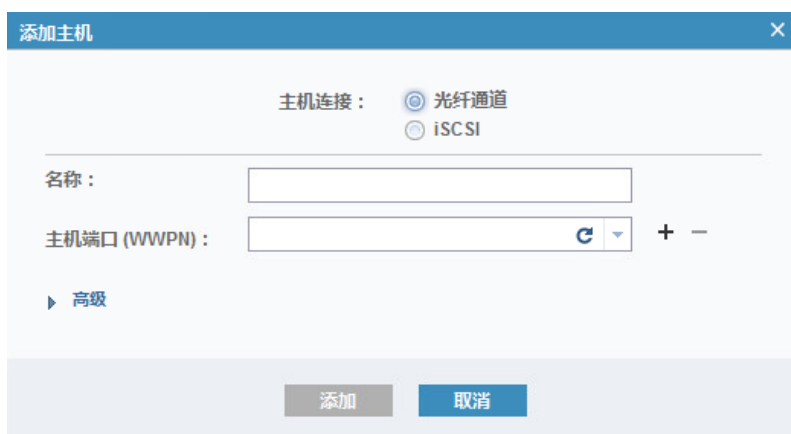 添加主机
主机连接：
光纤通道
iSCSI
名称：
主机端口 (WWPN)：
高级
添加
取消